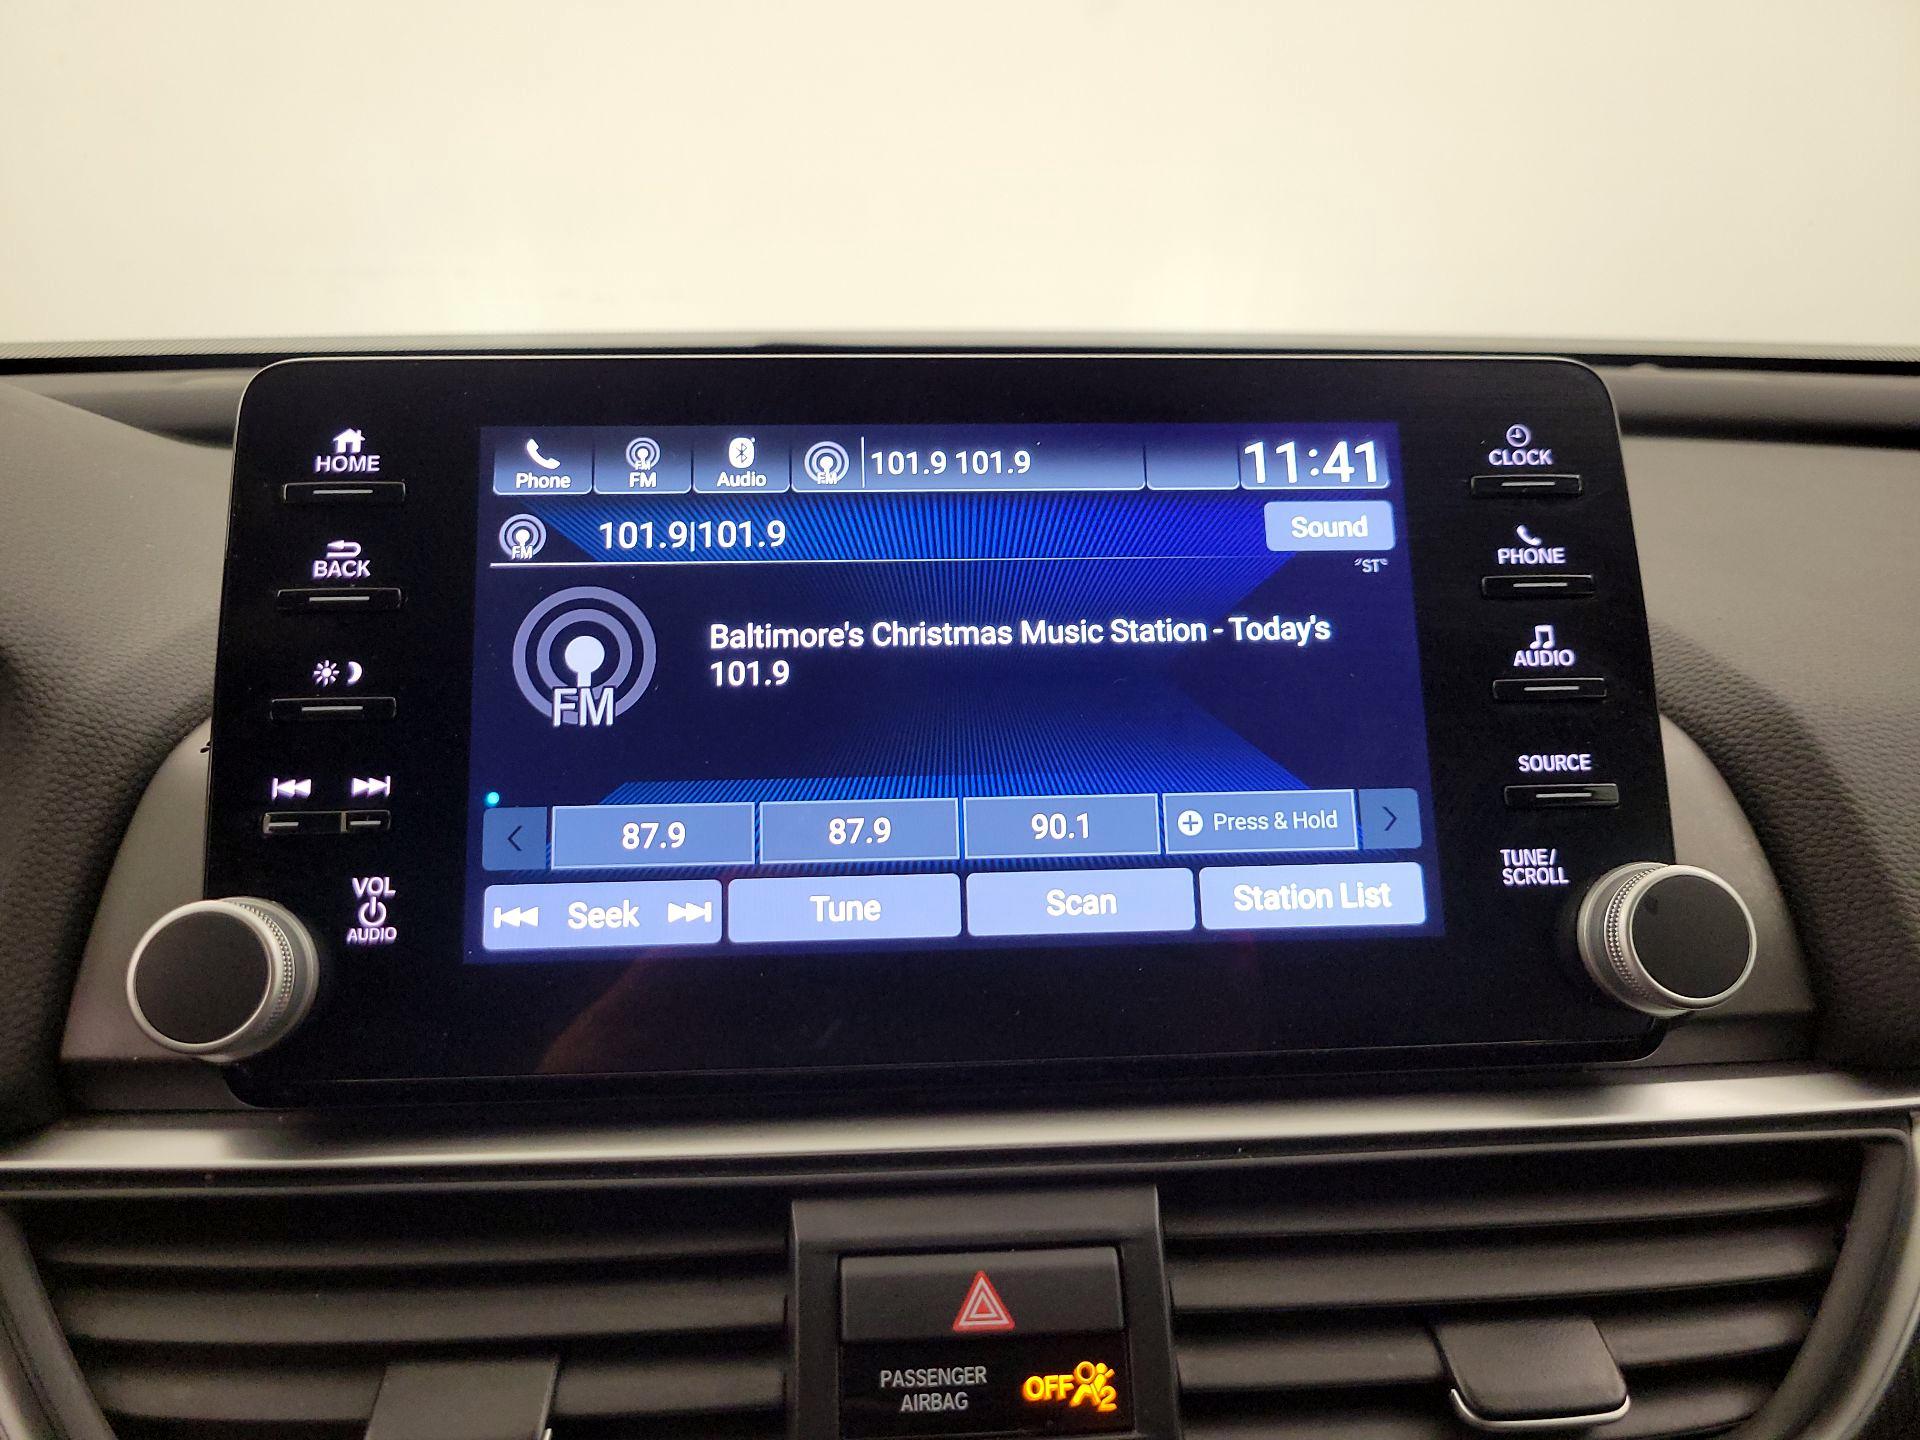 HOME
BACK
VOL
AUDIO
Phone
FM
FM
Audio
FM
101.9 101.9
11:41
FM
101.9|101.9
Sound
"ST"
FM
Baltimore's Christmas Music Station - Today's
101.9
87.9
87.9
90.1
Press & Hold
Seek
Tune
Scan
Station List
CLOCK
PHONE
AUDIO
SOURCE
TUNE/
SCROLL
PASSENGER
AIRBAG
OFF
2